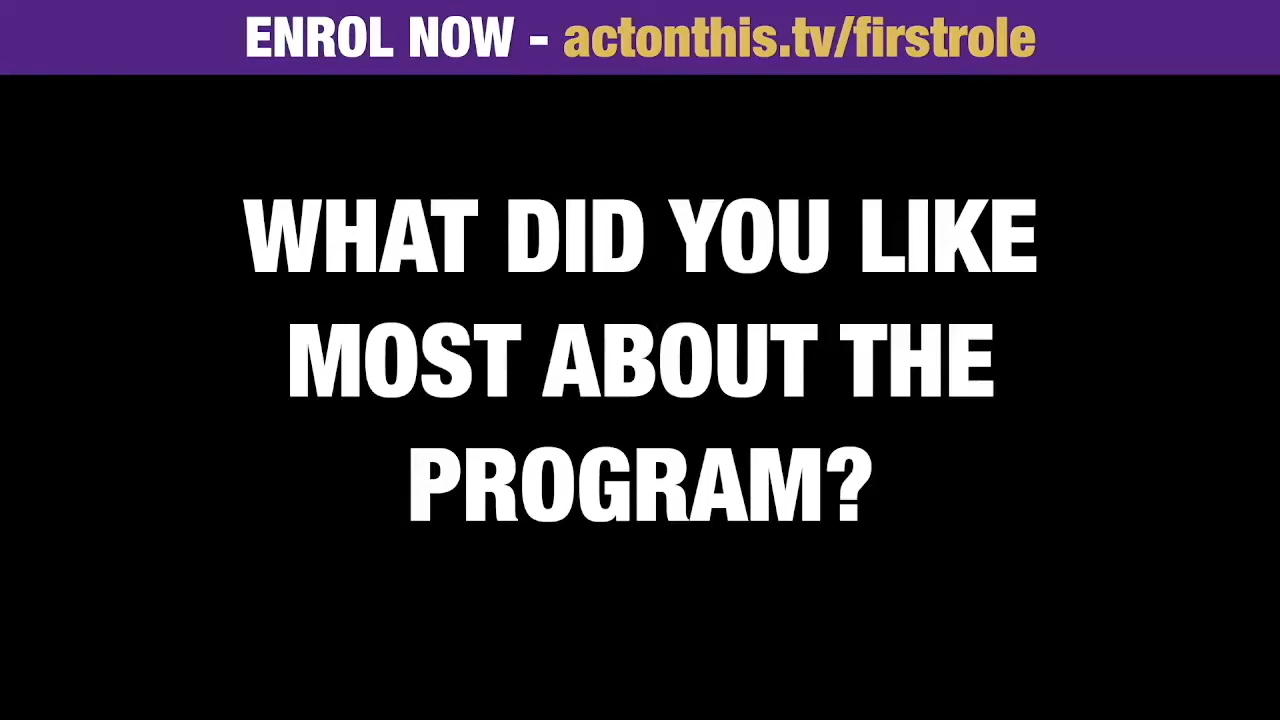 ENROL NOW - actonthis.tv/firstrole
WHAT DID YOU LIKE
MOST ABOUT THE
PROGRAM?